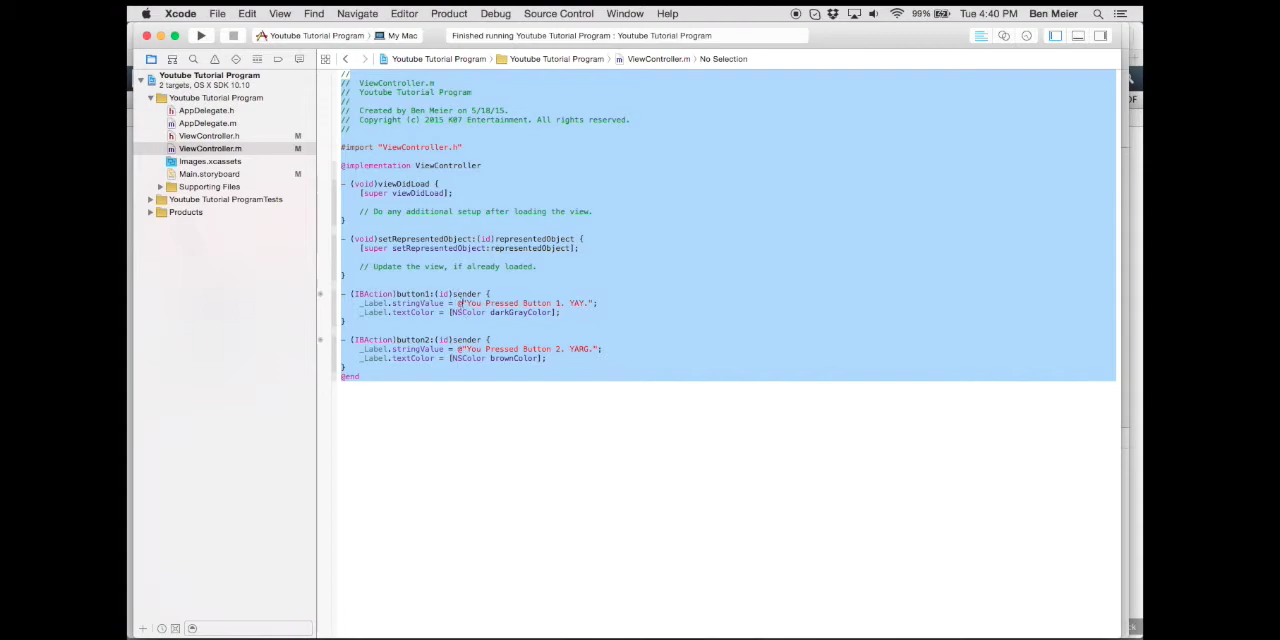 Xcode File Edit View Find Navigate Editor Product Debug Source Control Window Help 99% Tue 4:40 PM Ben Meier
Youtube Tutorial Program My Mac Finished running Youtube Tutorial Program : Youtube Tutorial Program
Youtube Tutorial Program Youtube Tutorial Program ViewController.m No Selection
Youtube Tutorial Program
2 targets, OS X SDK 10.10
Youtube Tutorial Program
AppDelegate.h
AppDelegate.m
ViewController.h M
ViewController.m M
Images.xcassets
Main.storyboard M
Supporting Files
Youtube Tutorial ProgramTests
Products
//
// ViewController.m
// Youtube Tutorial Program
//
// Created by Ben Meier on 5/18/15.
// Copyright (c) 2015 K07 Entertainment. All rights reserved.
//
#import "ViewController.h"
@implementation ViewController
- (void)viewDidLoad {
[super viewDidLoad];
// Do any additional setup after loading the view.
}
- (void)setRepresentedObject:(id)representedObject {
[super setRepresentedObject:representedObject];
// Update the view, if already loaded.
}
- (IBAction)button1:(id)sender {
_Label.stringValue = @"You Pressed Button 1. YAY.";
_Label.textColor = [NSColor darkGrayColor];
}
- (IBAction)button2:(id)sender {
_Label.stringValue = @"You Pressed Button 2. YARG.";
_Label.textColor = [NSColor brownColor];
}
@end